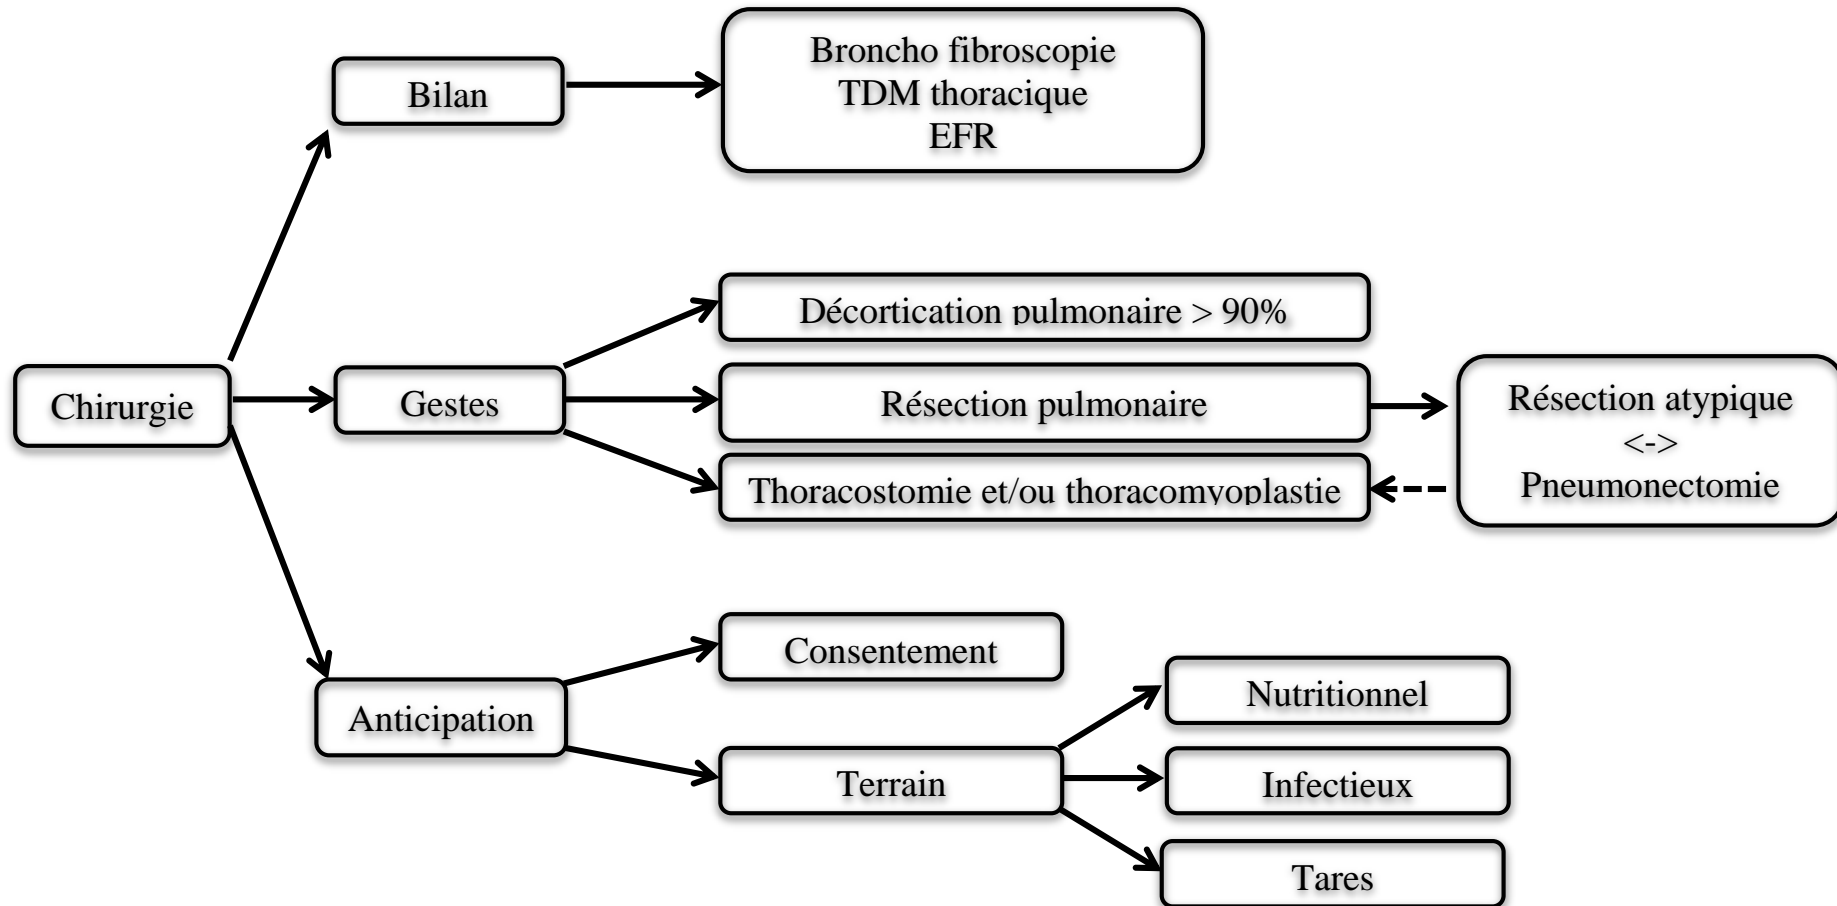 Broncho fibroscopie
TDM thoracique
EFR
Bilan
Décortication pulmonaire > 90%
Chirurgie
Gestes
Résection pulmonaire
Résection atypique
<->
Pneumonectomie
Thoracostomie et/ou thoracomyoplastie
Consentement
Anticipation
Nutritionnel
Terrain
Infectieux
Tares